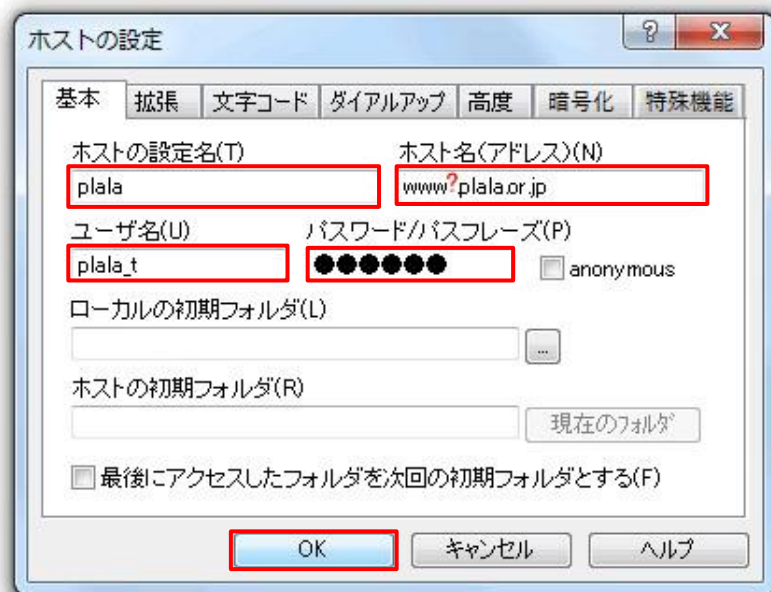 ホストの設定
基本 拡張 文字コード ダイアルアップ 高度 暗号化 特殊機能
ホストの設定名(T) ホスト名(アドレス)(N)
plala www?plala.or.jp
ユーザ名(U) パスワード/パスフレーズ(P)
plala_t ●●●●●● anonymous
ローカルの初期フォルダ(L)
...
ホストの初期フォルダ(R)
現在のフォルダ
最後にアクセスしたフォルダを次回の初期フォルダとする(F)
OK キャンセル ヘルプ